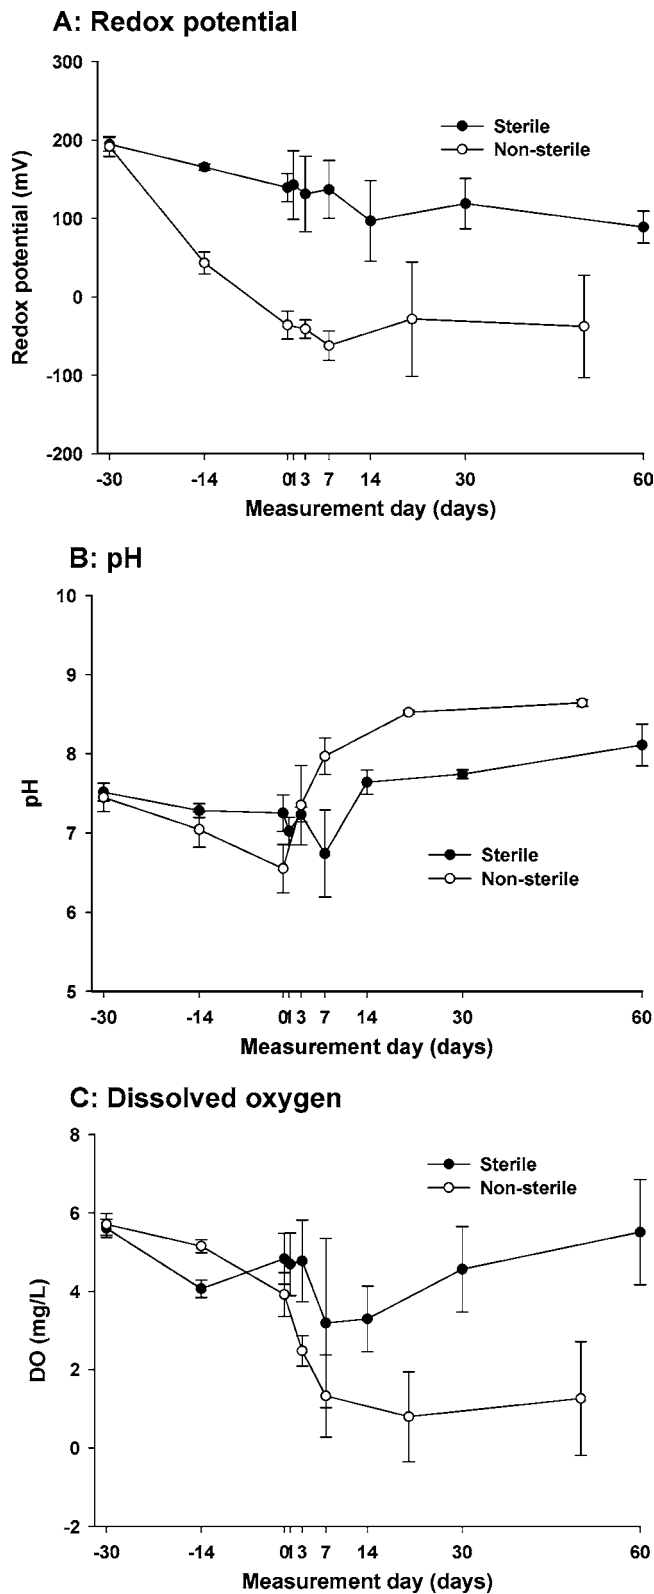 A: Redox potential
300
200
100
0
-100
-200
Redox potential (mV)
Sterile
Non-sterile
-30 -14 0 1 3 7 14 30 60
Measurement day (days)
B: pH
10
9
8
7
6
5
pH
Sterile
Non-sterile
-30 -14 0 1 3 7 14 30 60
Measurement day (days)
C: Dissolved oxygen
8
6
4
2
0
-2
DO (mg/L)
Sterile
Non-sterile
-30 -14 0 1 3 7 14 30 60
Measurement day (days)